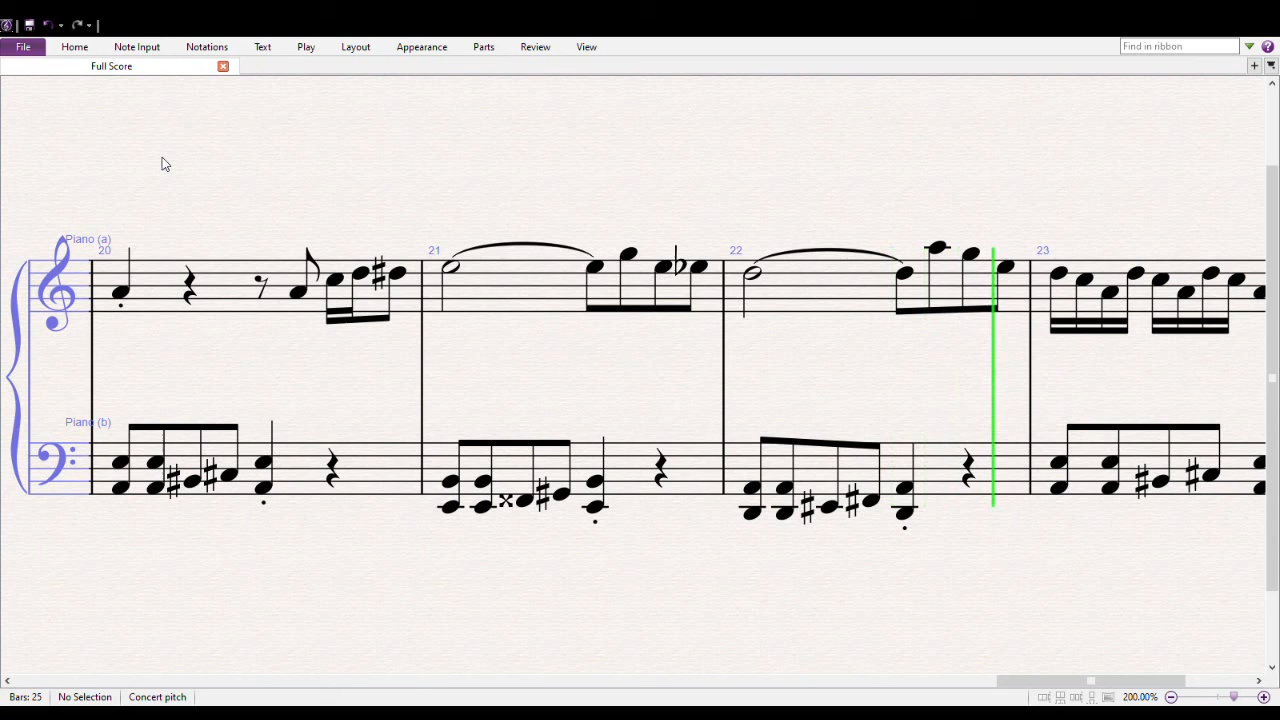 File Home Note Input Notations Text Play Layout Appearance Parts Review View Find in ribbon
Full Score
Piano (a)
20 21 22 23
Piano (b)
Bars: 25 No Selection Concert pitch 200.00%